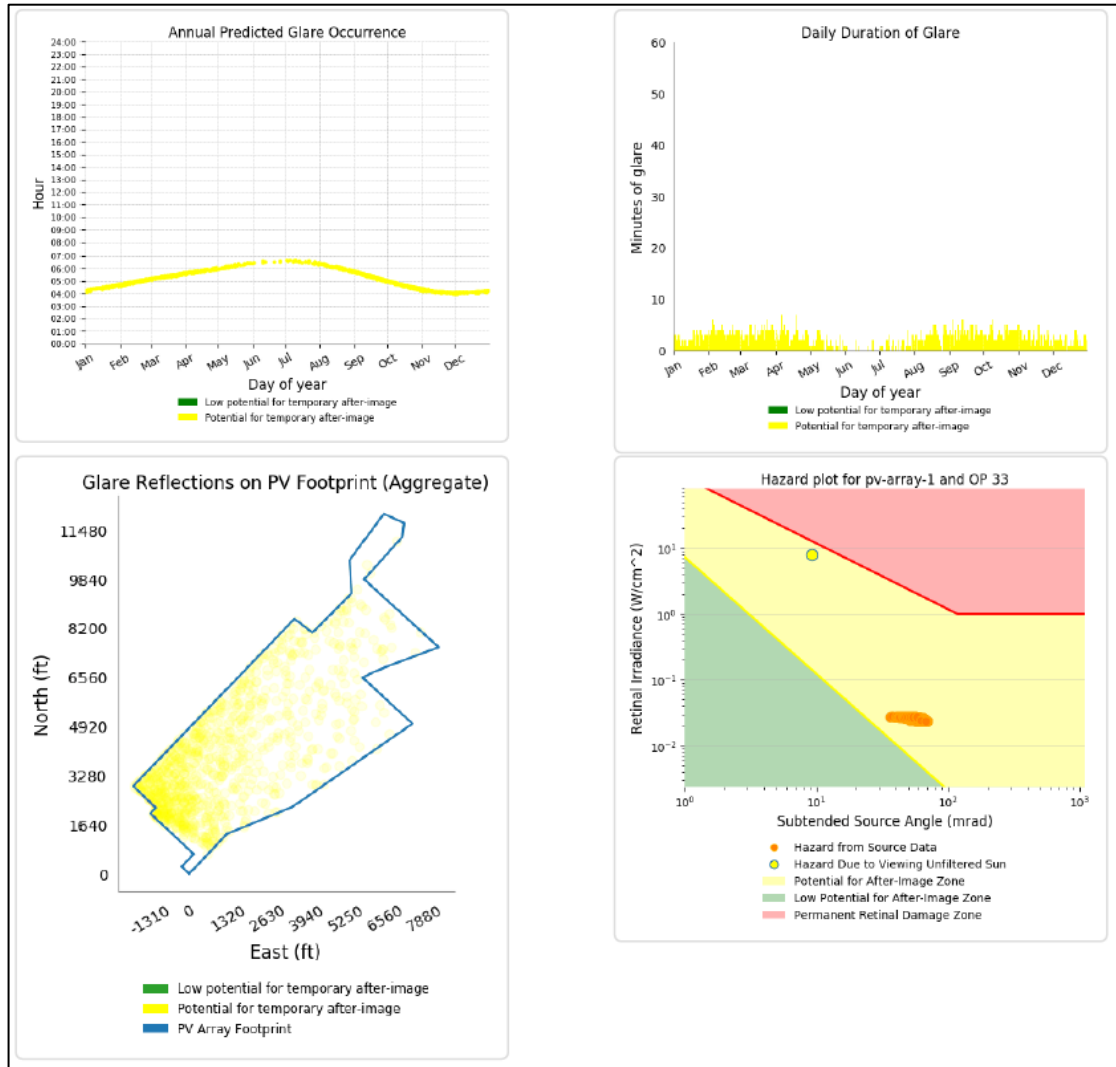 Annual Predicted Glare Occurrence
24:00
23:00
22:00
21:00
20:00
19:00
18:00
17:00
16:00
15:00
14:00
13:00
12:00
11:00
10:00
09:00
08:00
07:00
06:00
05:00
04:00
03:00
02:00
01:00
00:00
Hour
Jan Feb Mar Apr May Jun Jul Aug Sep Oct Nov Dec
Day of year
Low potential for temporary after-image
Potential for temporary after-image
Daily Duration of Glare
60
50
40
30
20
10
0
Minutes of glare
Jan Feb Mar Apr May Jun Jul Aug Sep Oct Nov Dec
Day of year
Low potential for temporary after-image
Potential for temporary after-image
Glare Reflections on PV Footprint (Aggregate)
11480
9840
8200
6560
4920
3280
1640
0
North (ft)
-1310 0 1320 2630 3940 5250 6560 7880
East (ft)
Low potential for temporary after-image
Potential for temporary after-image
PV Array Footprint
Hazard plot for pv-array-1 and OP 33
10^1
10^0
10^-1
10^-2
Retinal Irradiance (W/cm^2)
10^0 10^1 10^2 10^3
Subtended Source Angle (mrad)
Hazard from Source Data
Hazard Due to Viewing Unfiltered Sun
Potential for After-Image Zone
Low Potential for After-Image Zone
Permanent Retinal Damage Zone